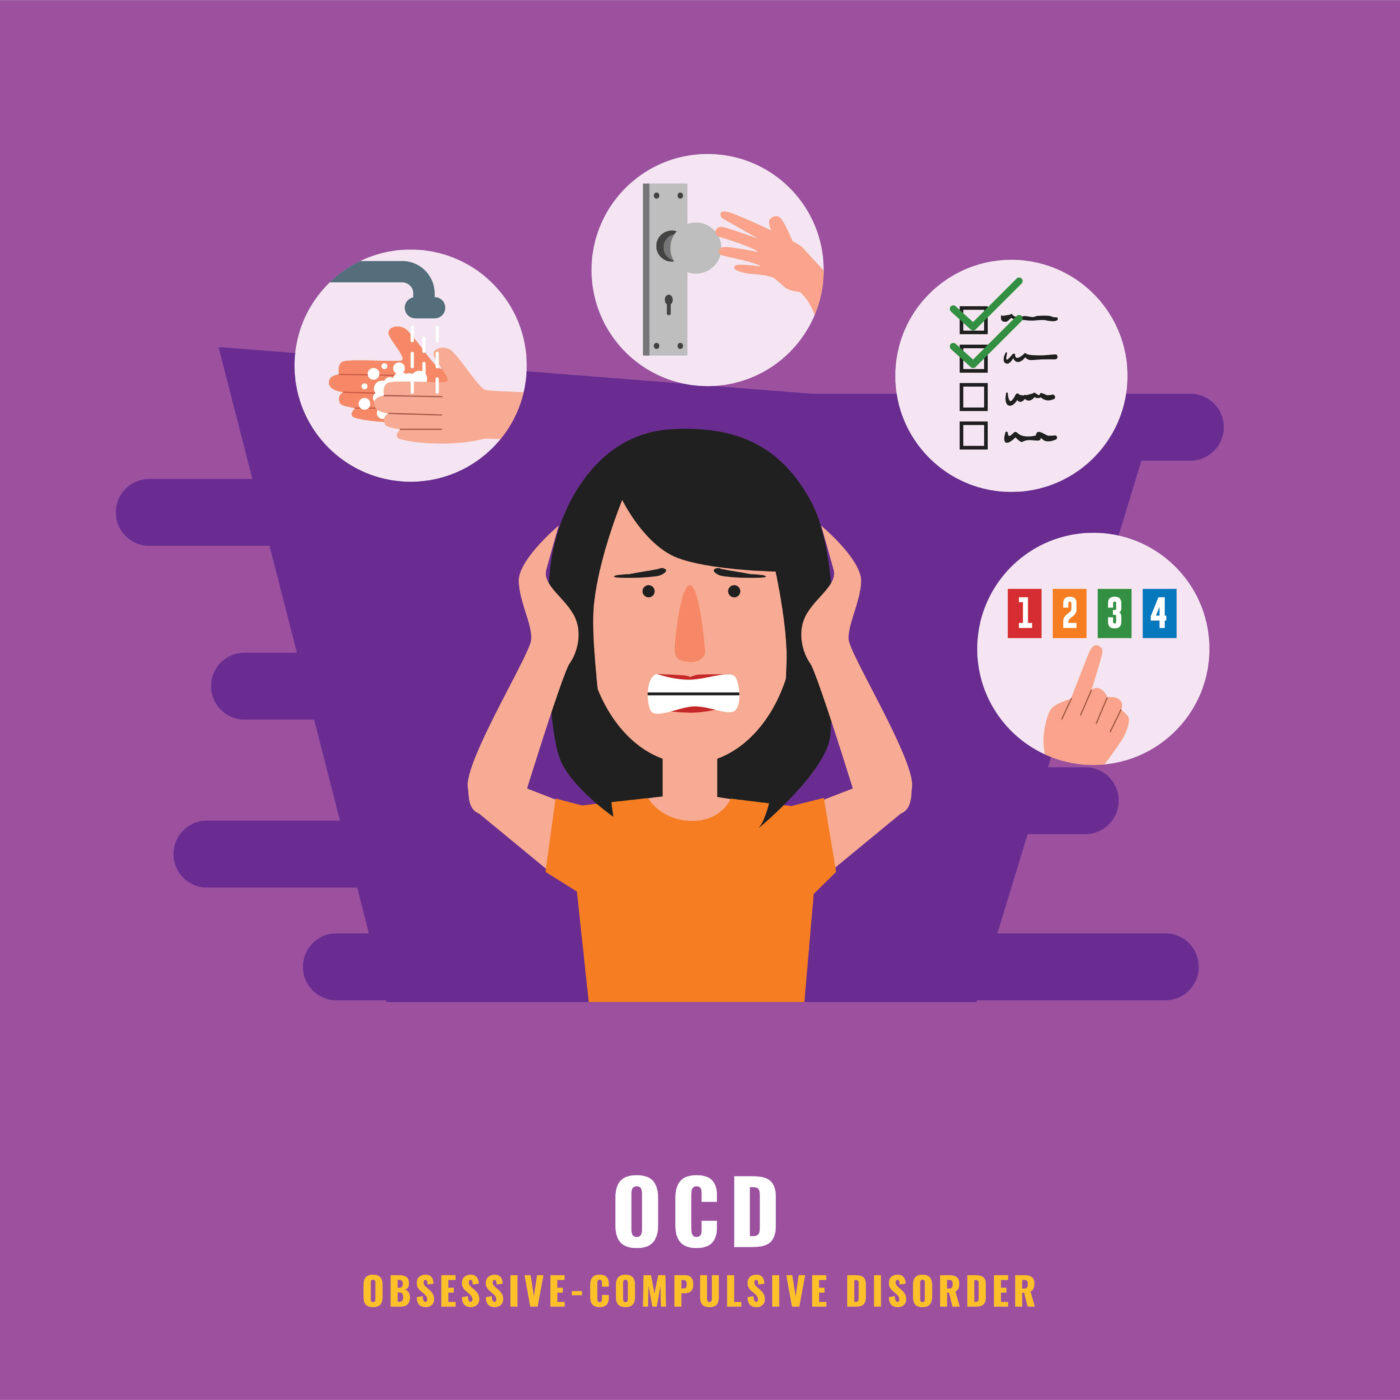 1 2 3 4
OCD
OBSESSIVE-COMPULSIVE DISORDER